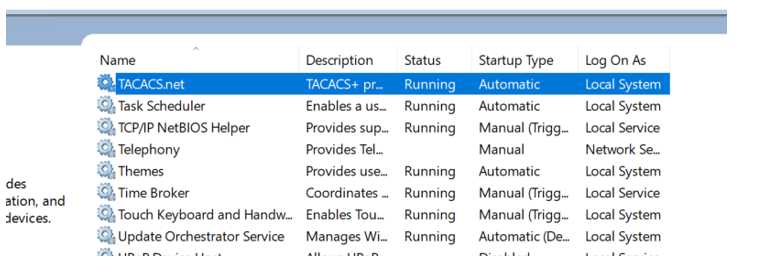 Name Description Status Startup Type Log On As
TACACS.net TACACS+ pr... Running Automatic Local System
Task Scheduler Enables a us... Running Automatic Local System
TCP/IP NetBIOS Helper Provides sup... Running Manual (Trigg... Local Service
Telephony Provides Tel... Manual Network Se...
Themes Provides use... Running Automatic Local System
des
Time Broker Coordinates ... Running Manual (Trigg... Local Service
ation, and
Touch Keyboard and Handw... Enables Tou... Running Manual (Trigg... Local System
devices.
Update Orchestrator Service Manages Wi... Running Automatic (De... Local System